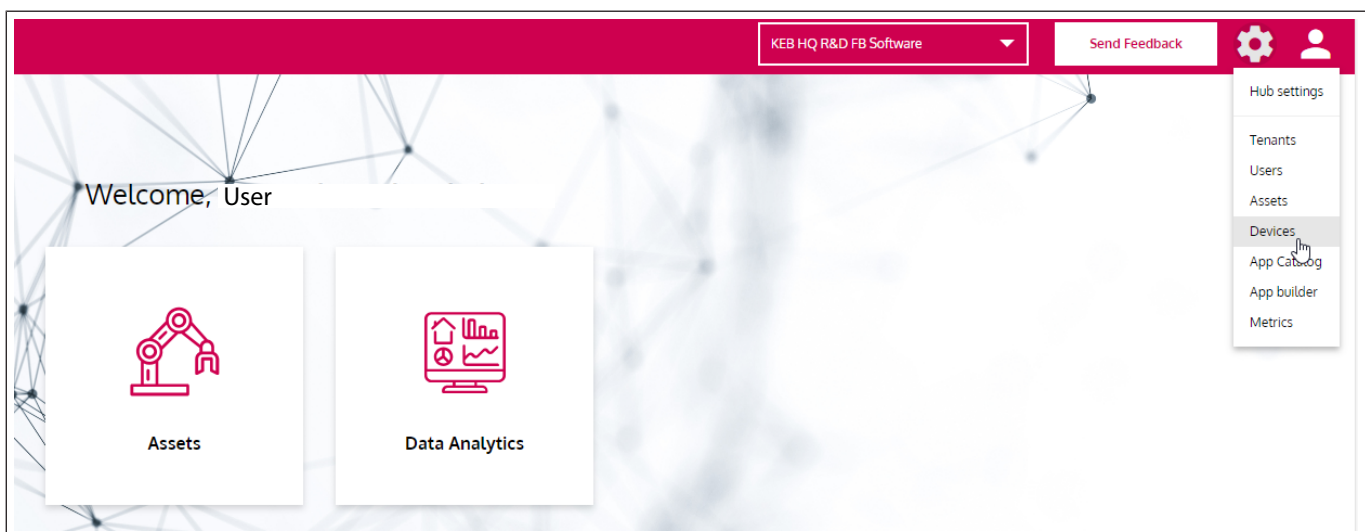 KEB HQ R&D FB Software
Send Feedback
Hub settings
Tenants
Users
Assets
Devices
App Catalog
App builder
Metrics
Welcome, User
Assets
Data Analytics